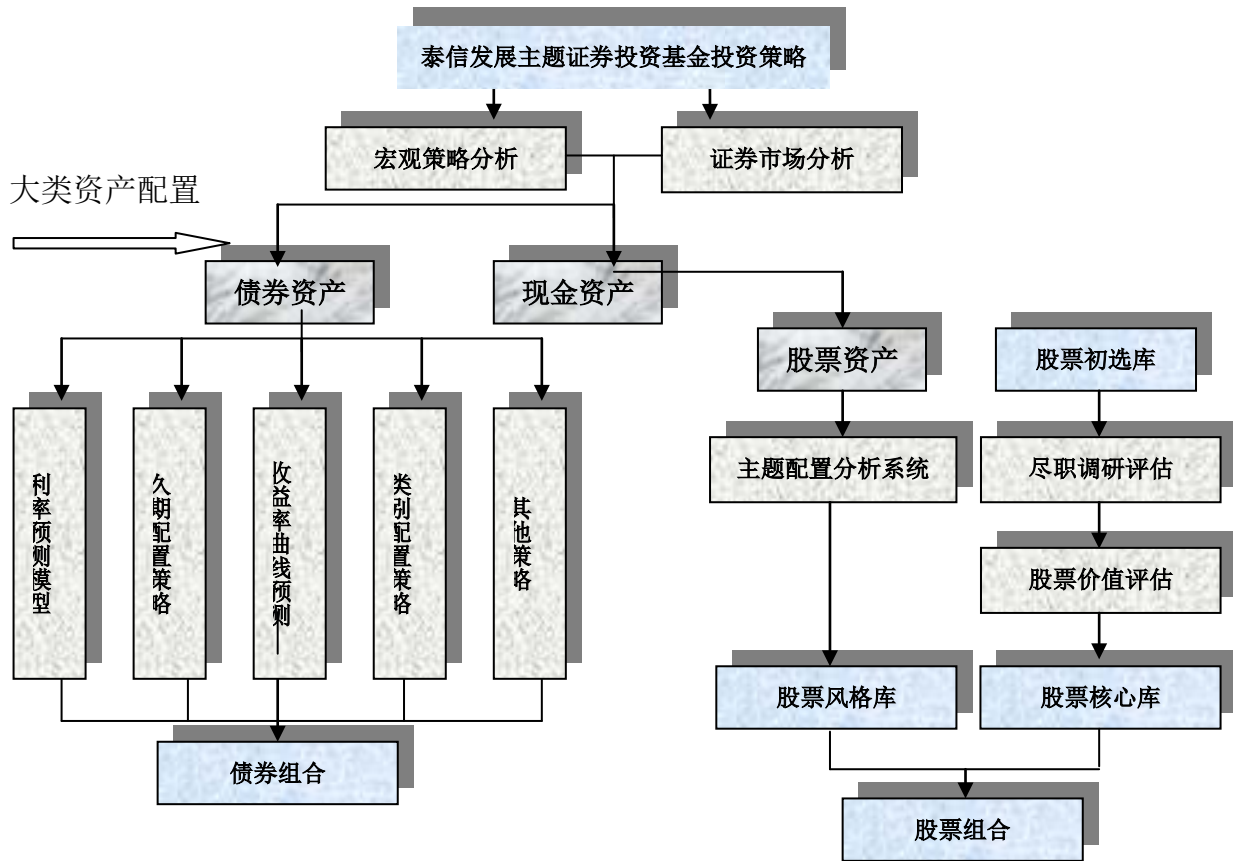 泰信发展主题证券投资基金投资策略
宏观策略分析
证券市场分析
大类资产配置
债券资产
现金资产
股票资产
股票初选库
利率预测模型
久期配置策略
收益率曲线预测
类别配置策略
其他策略
主题配置分析系统
尽职调研评估
股票价值评估
股票风格库
股票核心库
债券组合
股票组合